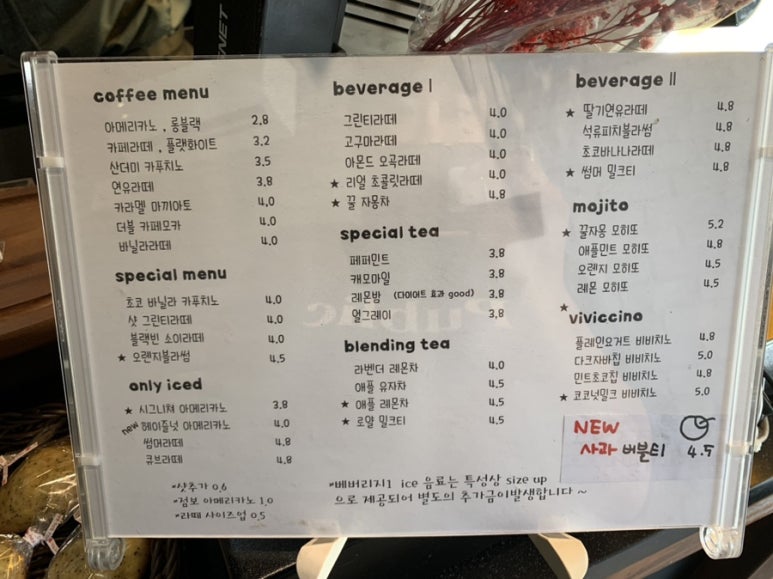 NET
coffee menu
아메리카노, 롱블랙 2.8
카페라떼, 플랫화이트 3.2
산더미 카푸치노 3.5
연유라떼 3.8
카라멜 마끼아토 4.0
더블 카페모카 4.0
바닐라라떼 4.0
special menu
초코 바닐라 카푸치노 4.0
샷 그린티라떼 4.0
블랙빈 소이라떼 4.0
★ 오렌지블라썸 4.5
only iced
★ 시그니쳐 아메리카노 3.8
new 헤이즐넛 아메리카노 4.0
썸머라떼 4.8
큐브라떼 4.8
*샷추가 0.6
*점보 아메리카노 1.0
*라떼 사이즈업 0.5
beverage I
그린티라떼 4.0
고구마라떼 4.0
아몬드 오곡라떼 4.0
★ 리얼 초콜릿라떼 4.0
★ 꿀 자몽차 4.8
special tea
페퍼민트 3.8
캐모마일 3.8
레몬밤 (다이어트 효과 good) 3.8
얼그레이 3.8
blending tea
라벤더 레몬차 4.0
애플 유자차 4.5
★ 애플 레몬차 4.5
★ 로얄 밀크티 4.5
*베버리지1 ice 음료는 특성상 size up
으로 제공되어 별도의 추가금이발생합니다 ~
beverage II
★ 딸기연유라떼 4.8
석류피치블라썸 4.8
초코바나나라떼 4.8
★ 썸머 밀크티 4.8
mojito
★ 꿀자몽 모히또 5.2
애플민트 모히또 4.8
오렌지 모히또 4.5
레몬 모히또 4.5
★ viviccino
플레인요거트 비비치노 4.8
다크자바칩 비비치노 5.0
민트초코칩 비비치노 4.8
★ 코코넛밀크 비비치노 5.0
NEW
사과 버블티 4.5